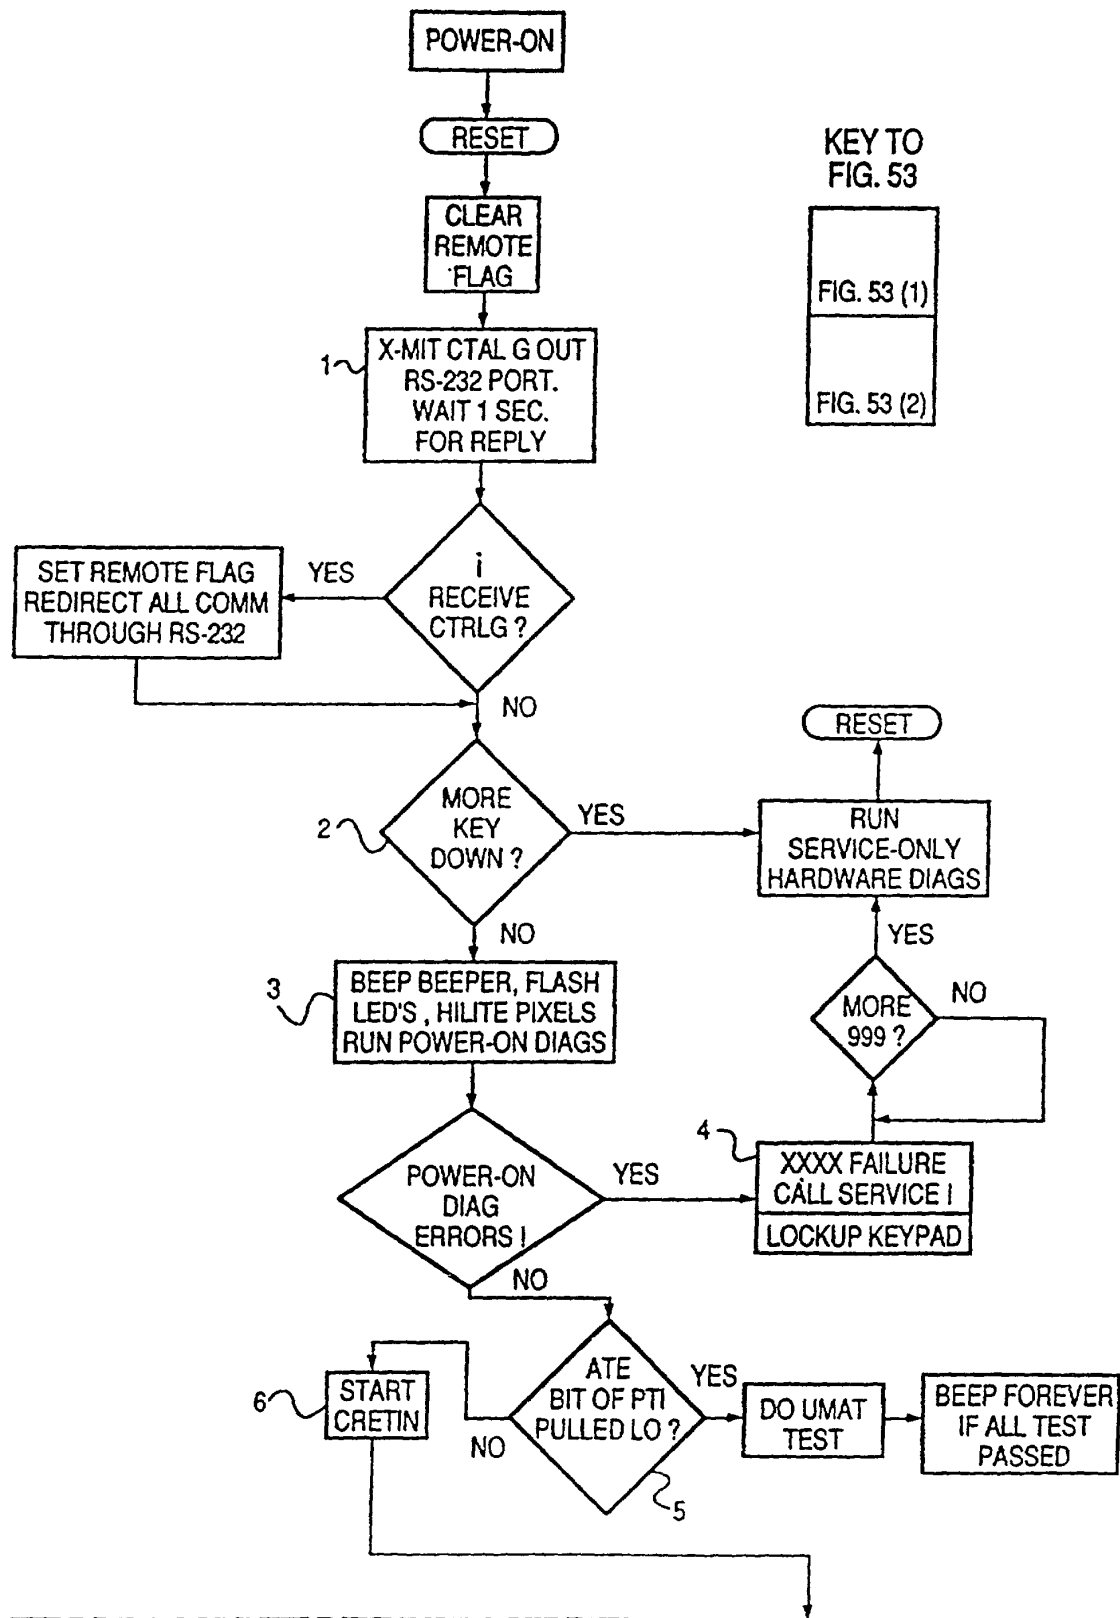 POWER-ON
RESET
KEY TO
FIG. 53
FIG. 53 (1)
FIG. 53 (2)
CLEAR
REMOTE
FLAG
1
X-MIT CTAL G OUT
RS-232 PORT.
WAIT 1 SEC.
FOR REPLY
i
RECEIVE
CTRLG ?
YES
SET REMOTE FLAG
REDIRECT ALL COMM
THROUGH RS-232
NO
2
MORE
KEY
DOWN ?
YES
RESET
RUN
SERVICE-ONLY
HARDWARE DIAGS
NO
YES
3
BEEP BEEPER, FLASH
LED'S , HILITE PIXELS
RUN POWER-ON DIAGS
MORE
999 ?
NO
POWER-ON
DIAG
ERRORS !
YES
4
XXXX FAILURE
CALL SERVICE I
LOCKUP KEYPAD
NO
6
START
CRETIN
ATE
BIT OF PTI
PULLED LO ?
NO
YES
5
DO UMAT
TEST
BEEP FOREVER
IF ALL TEST
PASSED